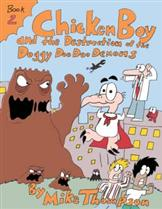 Book
2
Chicken Boy
and the Destruction of the
Doggy Doo Doo Demons
By Mike Thompson